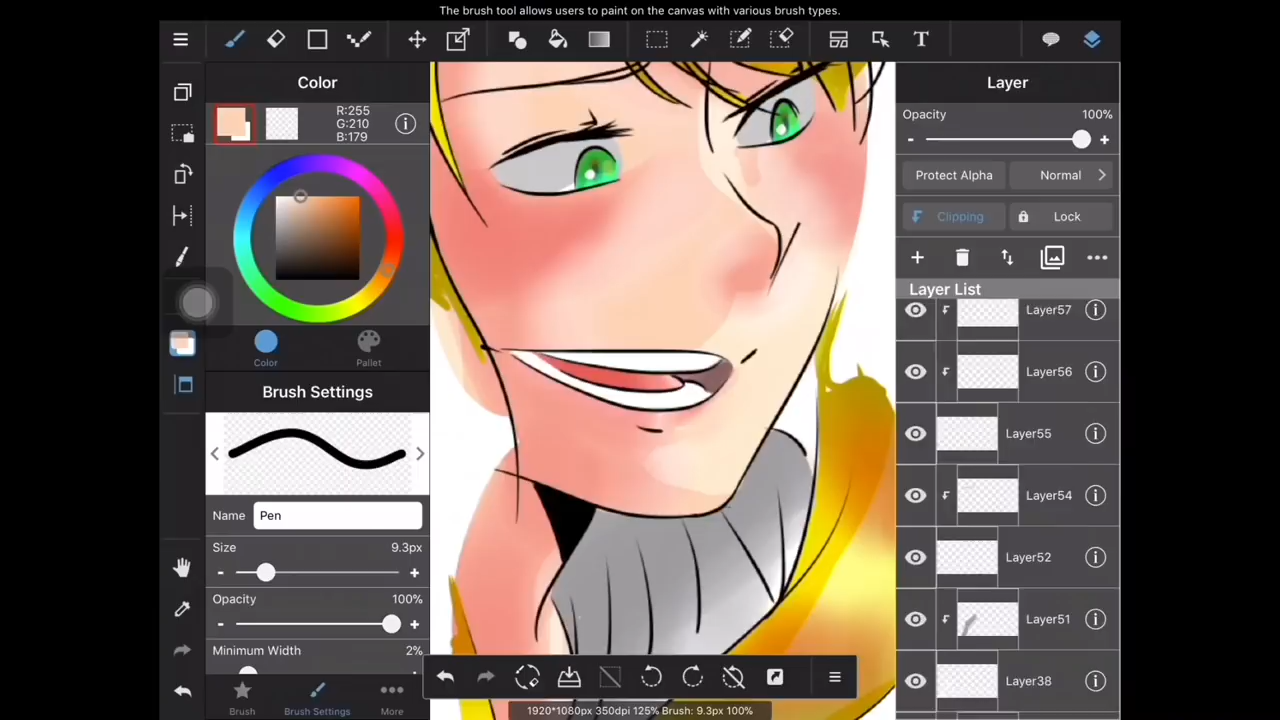 The brush tool allows users to paint on the canvas with various brush types.
T
Color
R:255
G:210
B:179
Color
Pallet
Brush Settings
Name
Pen
Size
9.3px
-
+
Opacity
100%
-
+
Minimum Width
2%
Brush
Brush Settings
More
Layer
Opacity
100%
-
+
Protect Alpha
Normal
Clipping
Lock
Layer List
Layer57
Layer56
Layer55
Layer54
Layer52
Layer51
Layer38
1920*1080px 350dpi 125% Brush: 9.3px 100%